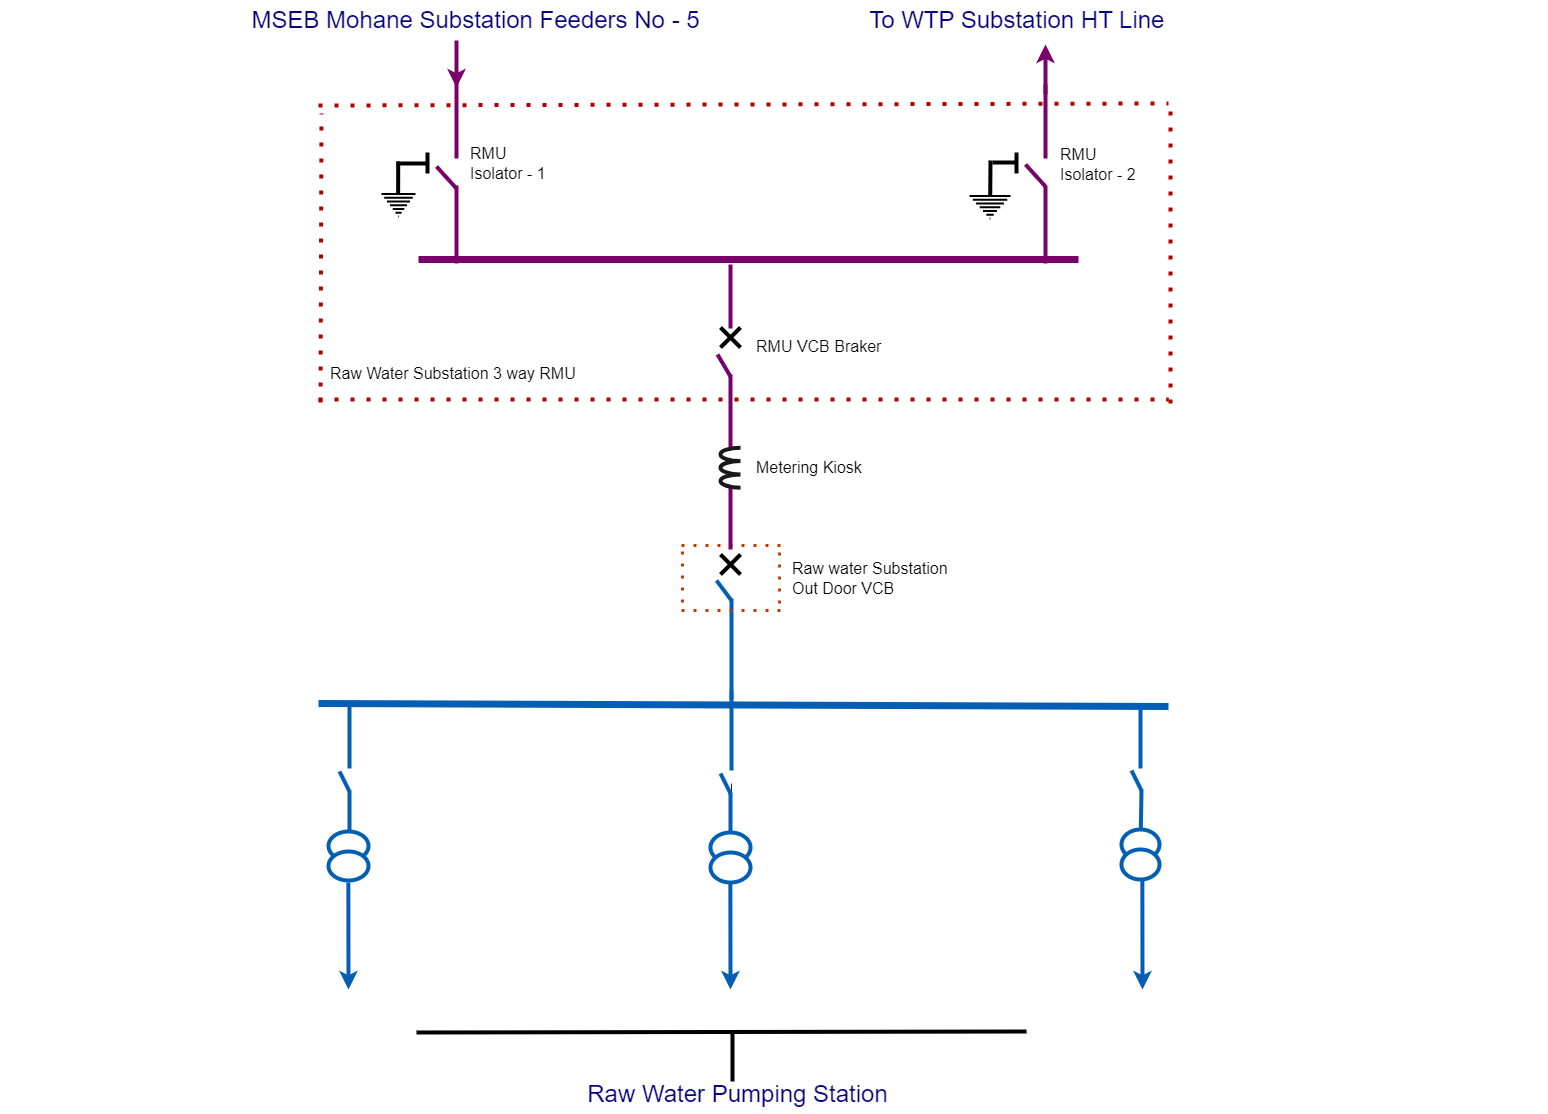 MSEB Mohane Substation Feeders No - 5
To WTP Substation HT Line
RMU
Isolator - 1
RMU
Isolator - 2
RMU VCB Braker
Raw Water Substation 3 way RMU
Metering Kiosk
Raw water Substation
Out Door VCB
Raw Water Pumping Station